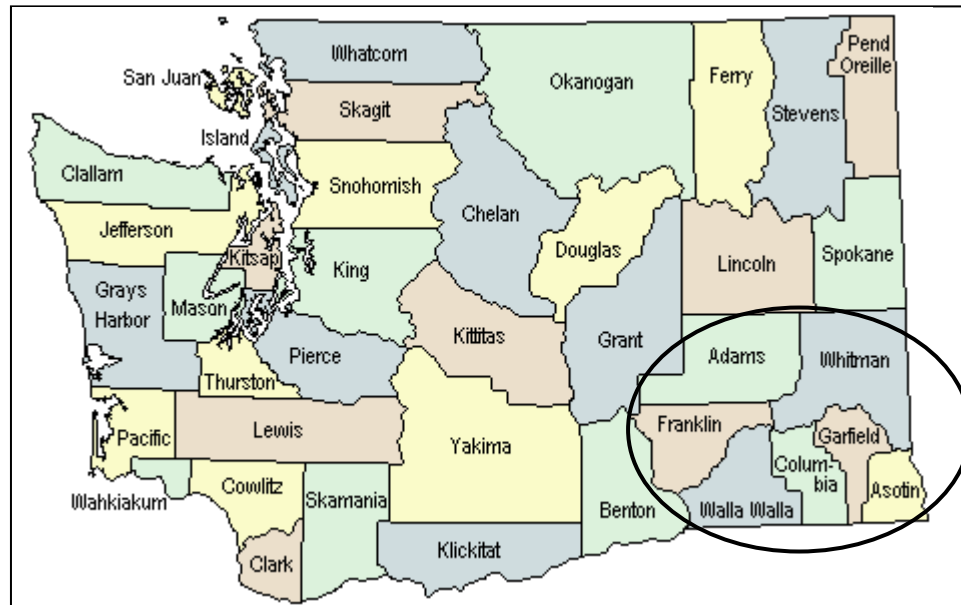 Whatcom
San Juan
Skagit
Island
Okanogan
Ferry
Pend
Oreille
Stevens
Clallam
Snohomish
Jefferson
Chelan
Kitsap
King
Douglas
Lincoln
Spokane
Grays
Harbor
Mason
Kittitas
Grant
Adams
Whitman
Pierce
Thurston
Lewis
Yakima
Franklin
Garfield
Pacific
Colum-
bia
Wahkiakum
Cowlitz
Skamania
Benton
Walla Walla
Asotin
Clark
Klickitat